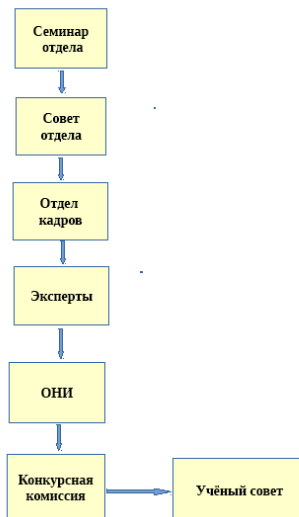 Семинар
отдела
Совет
отдела
Отдел
кадров
Эксперты
ОНИ
Конкурсная
комиссия
Учёный совет